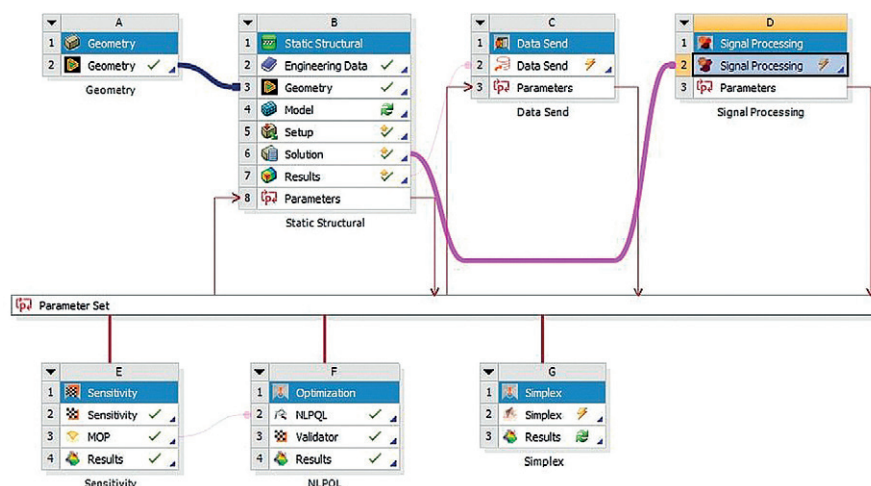 A
1 Geometry
2 Geometry
Geometry
B
1 Static Structural
2 Engineering Data
3 Geometry
4 Model
5 Setup
6 Solution
7 Results
8 Parameters
Static Structural
C
1 Data Send
2 Data Send
3 Parameters
Data Send
D
1 Signal Processing
2 Signal Processing
3 Parameters
Signal Processing
Parameter Set
E
1 Sensitivity
2 Sensitivity
3 MOP
4 Results
Sensitivity
F
1 Optimization
2 NLPQL
3 Validator
4 Results
NLPQL
G
1 Simplex
2 Simplex
3 Results
Simplex